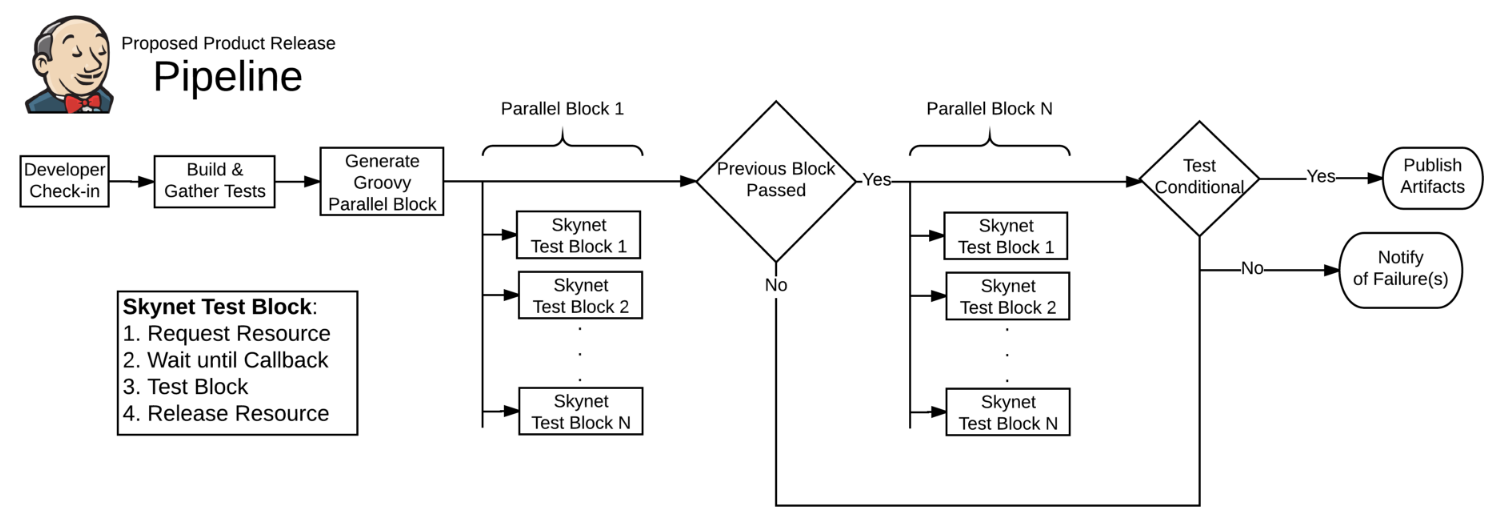 Proposed Product Release
Pipeline
Developer
Check-in
Build &
Gather Tests
Generate
Groovy
Parallel Block
Parallel Block 1
Skynet
Test Block 1
Skynet
Test Block 2
.
.
.
Skynet
Test Block N
Previous Block
Passed
Yes
No
Parallel Block N
Skynet
Test Block 1
Skynet
Test Block 2
.
.
.
Skynet
Test Block N
Test
Conditional
Yes
Publish
Artifacts
No
Notify
of Failure(s)
Skynet Test Block:
1. Request Resource
2. Wait until Callback
3. Test Block
4. Release Resource